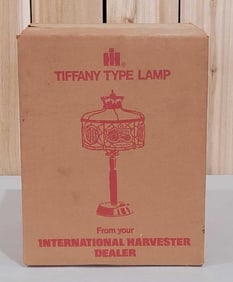 TIFFANY TYPE LAMP
From your
INTERNATIONAL HARVESTER
DEALER